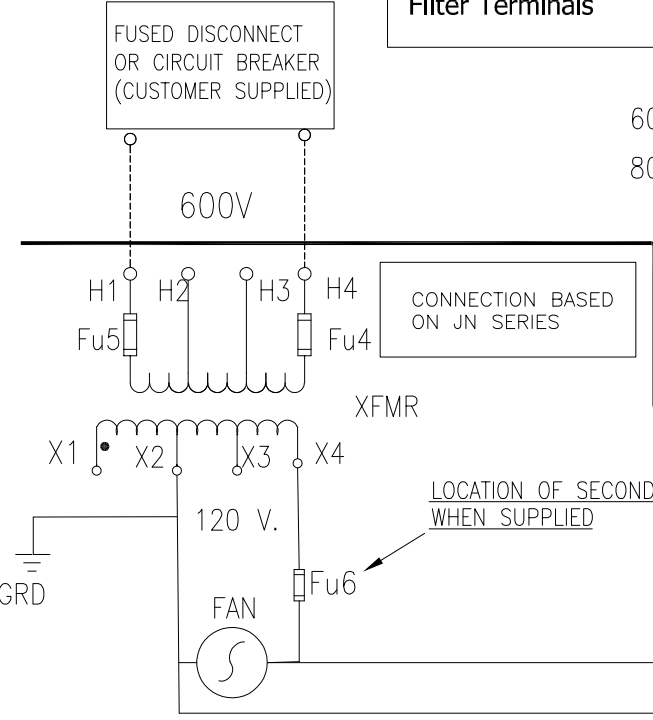 Filter Terminals
FUSED DISCONNECT
OR CIRCUIT BREAKER
(CUSTOMER SUPPLIED)
600V
H1 H2 H3 H4
CONNECTION BASED
ON JN SERIES
Fu5 Fu4
XFMR
X1 X2 X3 X4
LOCATION OF SECOND
WHEN SUPPLIED
120 V.
Fu6
GRD
FAN